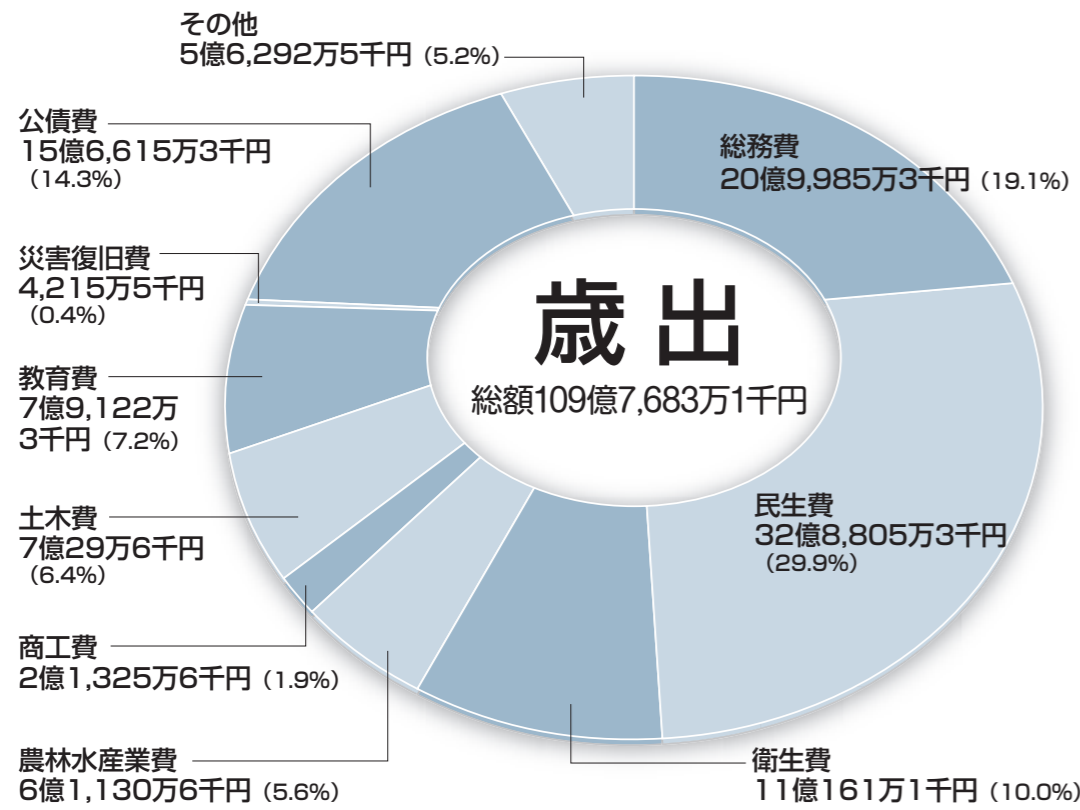 その他
5億6,292万5千円（5.2%）
公債費
15億6,615万3千円
（14.3%）
災害復旧費
4,215万5千円
（0.4%）
教育費
7億9,122万
3千円（7.2%）
土木費
7億29万6千円
（6.4%）
商工費
2億1,325万6千円（1.9%）
農林水産業費
6億1,130万6千円（5.6%）
総務費
20億9,985万3千円（19.1%）
歳出
総額109億7,683万1千円
民生費
32億8,805万3千円
（29.9%）
衛生費
11億161万1千円（10.0%）